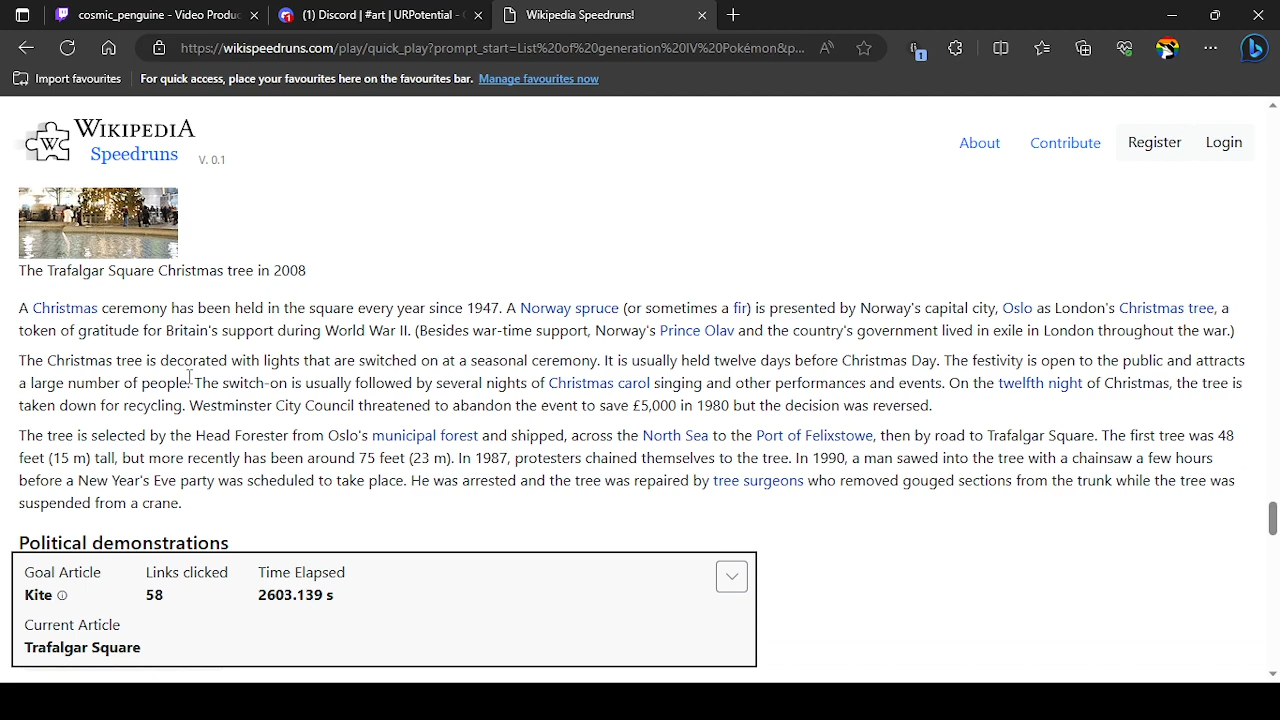 cosmic_penguine - Video Produc
(1) Discord | #art | URPotential -
Wikipedia Speedruns!
https://wikispeedruns.com/play/quick_play?prompt_start=List%20of%20generation%20IV%20Pokémon&p...
1
Import favourites
For quick access, place your favourites here on the favourites bar. Manage favourites now
WIKIPEDIA
Speedruns
V. 0.1
W
About
Contribute
Register
Login
The Trafalgar Square Christmas tree in 2008
A Christmas ceremony has been held in the square every year since 1947. A Norway spruce (or sometimes a fir) is presented by Norway's capital city, Oslo as London's Christmas tree, a
token of gratitude for Britain's support during World War II. (Besides war-time support, Norway's Prince Olav and the country's government lived in exile in London throughout the war.)
The Christmas tree is decorated with lights that are switched on at a seasonal ceremony. It is usually held twelve days before Christmas Day. The festivity is open to the public and attracts
a large number of people. The switch-on is usually followed by several nights of Christmas carol singing and other performances and events. On the twelfth night of Christmas, the tree is
taken down for recycling. Westminster City Council threatened to abandon the event to save £5,000 in 1980 but the decision was reversed.
The tree is selected by the Head Forester from Oslo's municipal forest and shipped, across the North Sea to the Port of Felixstowe, then by road to Trafalgar Square. The first tree was 48
feet (15 m) tall, but more recently has been around 75 feet (23 m). In 1987, protesters chained themselves to the tree. In 1990, a man sawed into the tree with a chainsaw a few hours
before a New Year's Eve party was scheduled to take place. He was arrested and the tree was repaired by tree surgeons who removed gouged sections from the trunk while the tree was
suspended from a crane.
Political demonstrations
Goal Article
Kite
Links clicked
58
Time Elapsed
2603.139 s
Current Article
Trafalgar Square